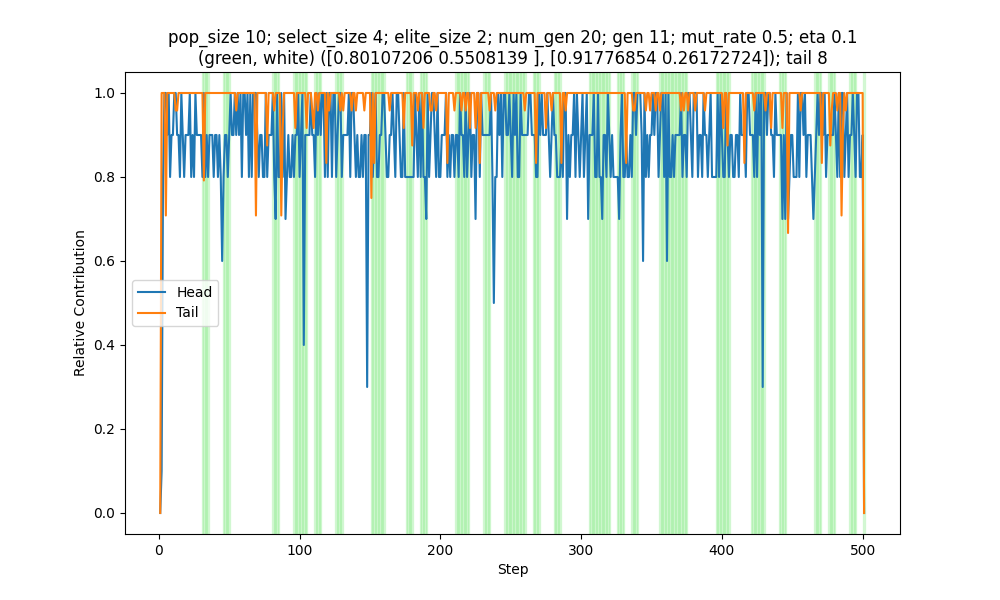 pop_size 10; select_size 4; elite_size 2; num_gen 20; gen 11; mut_rate 0.5; eta 0.1
(green, white) ([0.80107206 0.5508139 ], [0.91776854 0.26172724]); tail 8
1.0
0.8
0.6
0.4
0.2
0.0
Relative Contribution
Head
Tail
0 100 200 300 400 500
Step